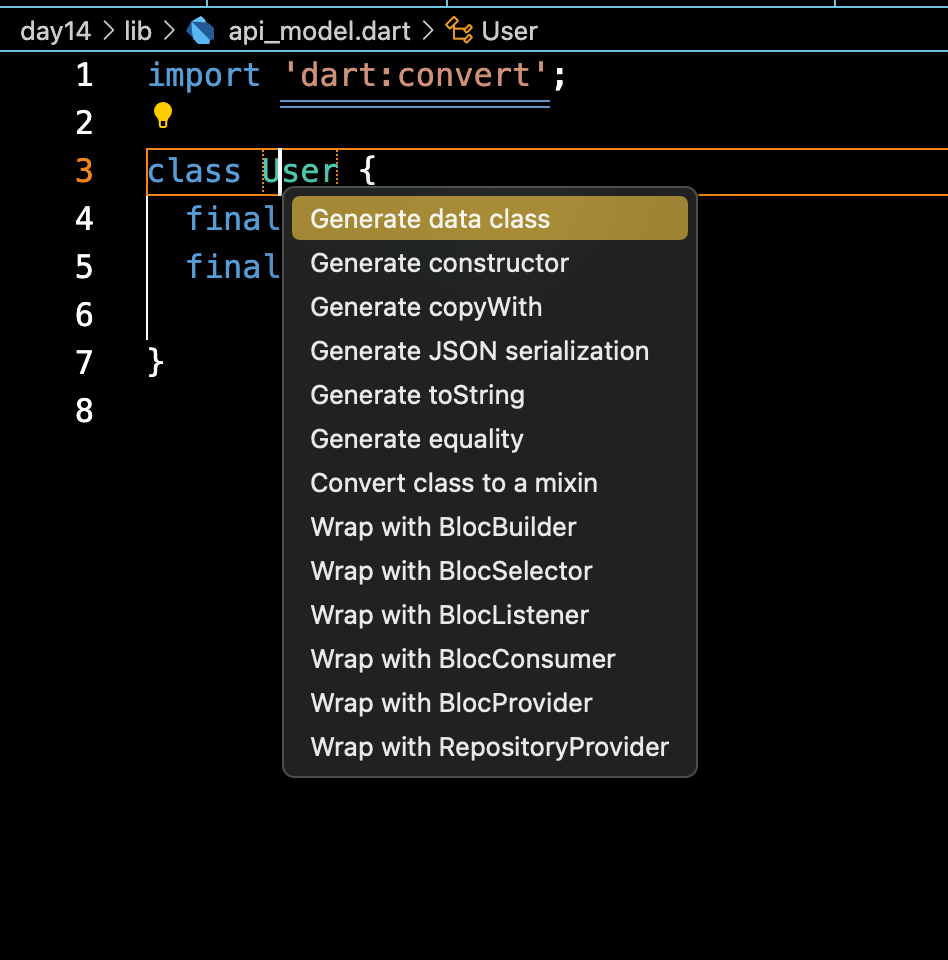 day14 > lib > api_model.dart > User
1 import 'dart:convert';
2
3 class User {
4 final
5 final
6
7 }
8
Generate data class
Generate constructor
Generate copyWith
Generate JSON serialization
Generate toString
Generate equality
Convert class to a mixin
Wrap with BlocBuilder
Wrap with BlocSelector
Wrap with BlocListener
Wrap with BlocConsumer
Wrap with BlocProvider
Wrap with RepositoryProvider